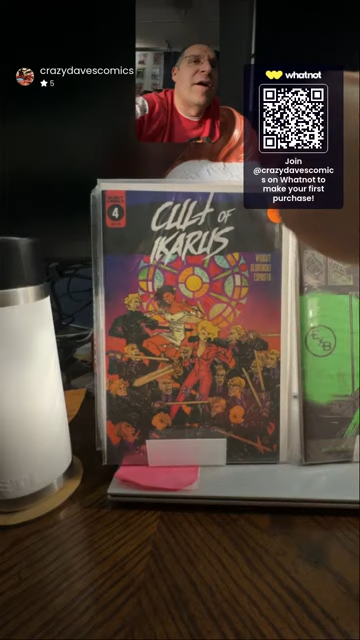 crazydavescomics
5
whatnot
Join
@crazydavescomic
s on Whatnot to
make your first
purchase!
4
CULT OF
IKARUS